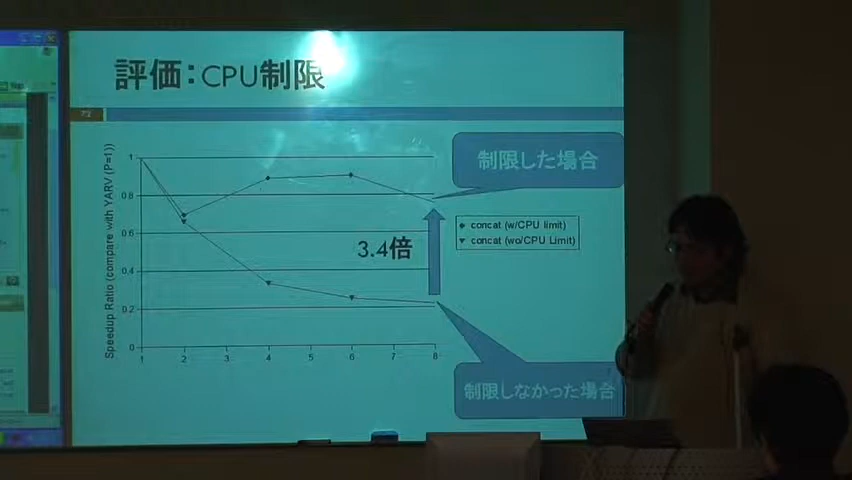 評価：CPU制限
72
Speedup Ratio (compare with YARV (P=1))
1
0.8
0.6
0.4
0.2
0
1 2 3 4 5 6 7 8
制限した場合
concat (w/CPU limit)
concat (wo/CPU Limit)
3.4倍
制限しなかった場合